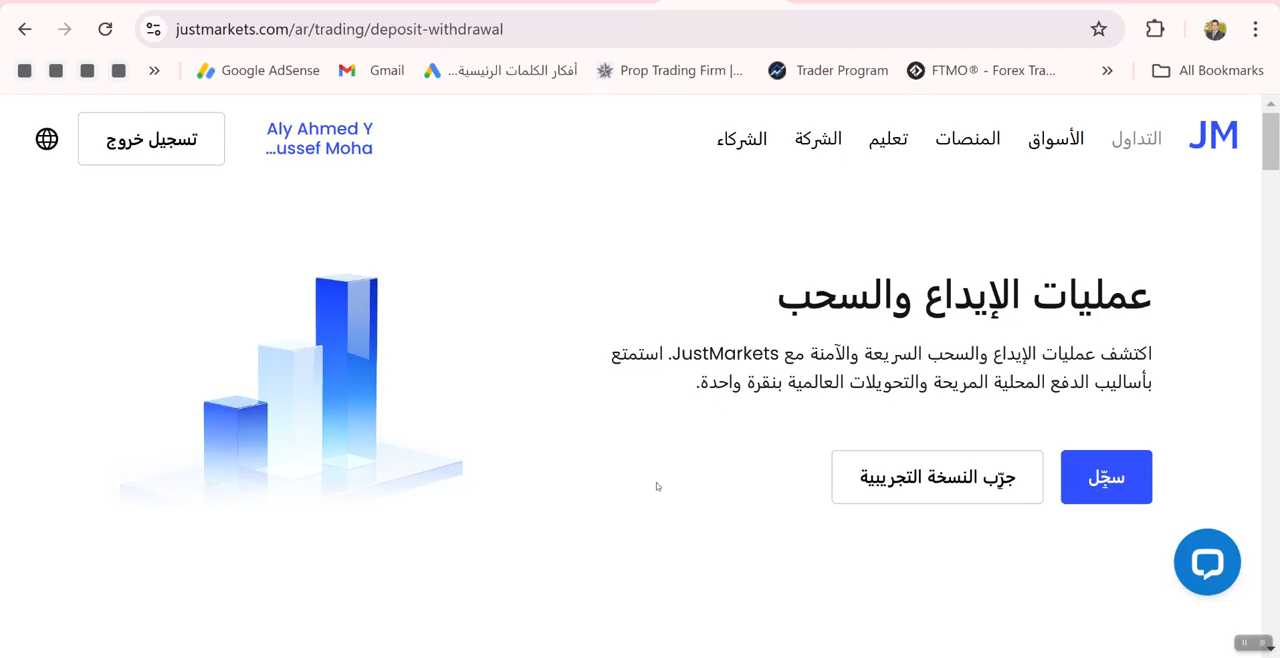 justmarkets.com/ar/trading/deposit-withdrawal
Google AdSense
Gmail
أفكار الكلمات الرئيسية...
Prop Trading Firm |...
Trader Program
FTMO® - Forex Tra...
All Bookmarks
JM
التداول
الأسواق
المنصات
تعليم
الشركة
الشركاء
Aly Ahmed Y
ussef Moha...
تسجيل خروج
عمليات الإيداع والسحب
اكتشف عمليات الإيداع والسحب السريعة والآمنة مع JustMarkets. استمتع
بأساليب الدفع المحلية المريحة والتحويلات العالمية بنقرة واحدة.
سجّل
جرّب النسخة التجريبية